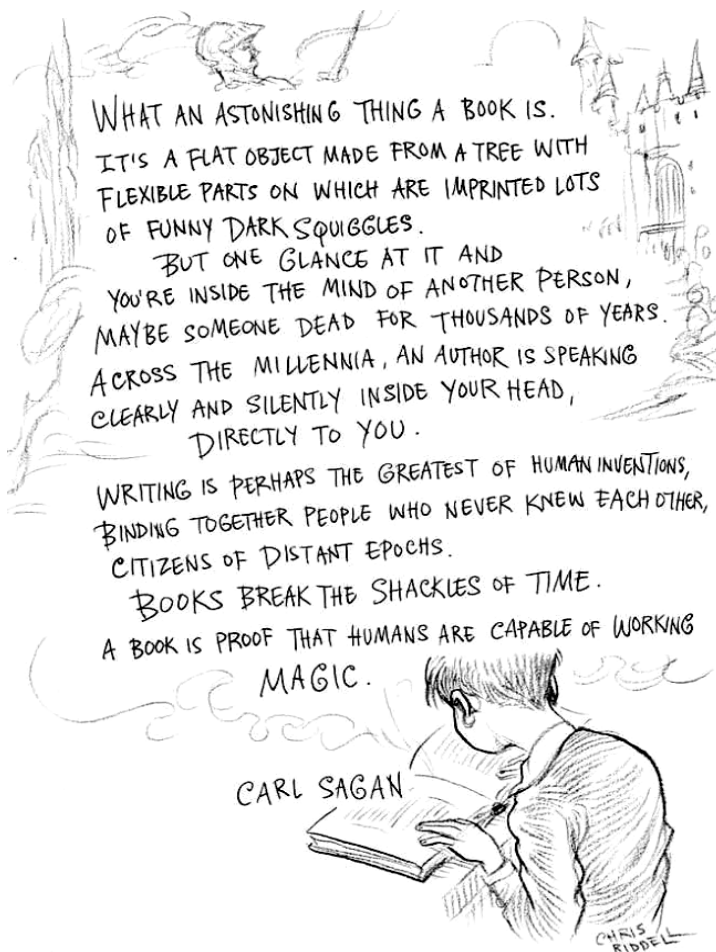 WHAT AN ASTONISHING THING A BOOK IS.
IT'S A FLAT OBJECT MADE FROM A TREE WITH
FLEXIBLE PARTS ON WHICH ARE IMPRINTED LOTS
OF FUNNY DARK SQUIGGLES.
BUT ONE GLANCE AT IT AND
YOU'RE INSIDE THE MIND OF ANOTHER PERSON,
MAYBE SOMEONE DEAD FOR THOUSANDS OF YEARS.
ACROSS THE MILLENNIA, AN AUTHOR IS SPEAKING
CLEARLY AND SILENTLY INSIDE YOUR HEAD,
DIRECTLY TO YOU.
WRITING IS PERHAPS THE GREATEST OF HUMAN INVENTIONS,
BINDING TOGETHER PEOPLE WHO NEVER KNEW EACH OTHER,
CITIZENS OF DISTANT EPOCHS.
BOOKS BREAK THE SHACKLES OF TIME.
A BOOK IS PROOF THAT HUMANS ARE CAPABLE OF WORKING
MAGIC.
CARL SAGAN
CHRIS
RIDDELL